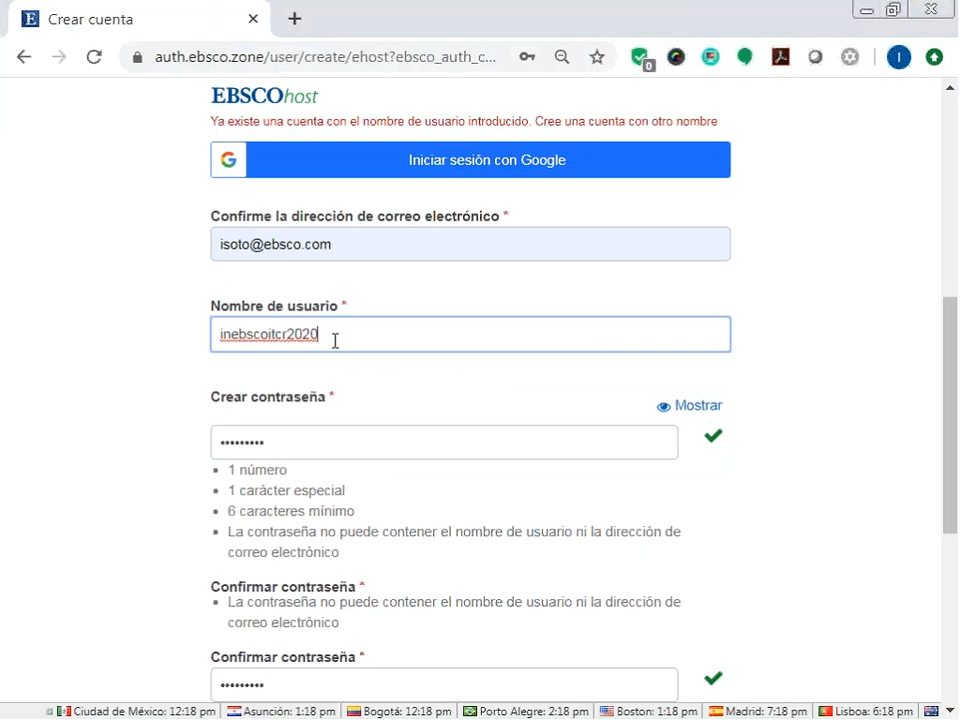 Crear cuenta
auth.ebsco.zone/user/create/ehost?ebsco_auth_c...
0
I
EBSCOhost
Ya existe una cuenta con el nombre de usuario introducido. Cree una cuenta con otro nombre
G
Iniciar sesión con Google
Confirme la dirección de correo electrónico *
isoto@ebsco.com
Nombre de usuario *
inebscoitcr2020
Crear contraseña *
Mostrar
•••••••••
• 1 número
• 1 carácter especial
• 6 caracteres mínimo
• La contraseña no puede contener el nombre de usuario ni la dirección de
correo electrónico
Confirmar contraseña *
• La contraseña no puede contener el nombre de usuario ni la dirección de
correo electrónico
Confirmar contraseña *
•••••••••
Ciudad de México: 12:18 pm Asunción: 1:18 pm Bogotá: 12:18 pm Porto Alegre: 2:18 pm Boston: 1:18 pm Madrid: 7:18 pm Lisboa: 6:18 pm